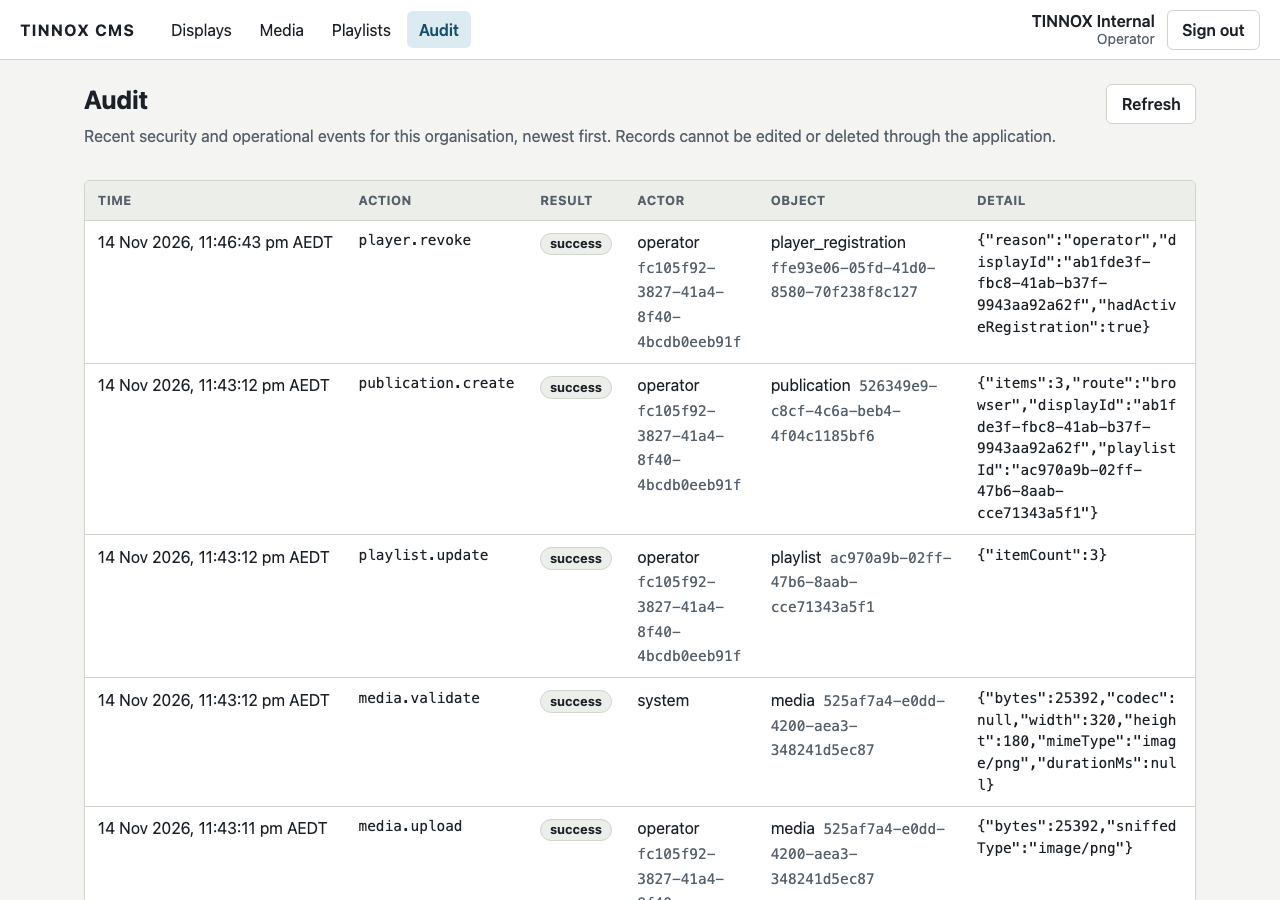 TINNOX CMS
Displays
Media
Playlists
Audit
TINNOX Internal
Operator
Sign out
Audit
Refresh
Recent security and operational events for this organisation, newest first. Records cannot be edited or deleted through the application.
TIME ACTION RESULT ACTOR OBJECT DETAIL
14 Nov 2026, 11:46:43 pm AEDT
player.revoke
success
operator
fc105f92-
3827-41a4-
8f40-
4bcdb0eeb91f
player_registration
ffe93e06-05fd-41d0-
8580-70f238f8c127
{"reason":"operator","d
isplayId":"ab1fde3f-
fbc8-41ab-b37f-
9943aa92a62f","hadActiv
eRegistration":true}
14 Nov 2026, 11:43:12 pm AEDT
publication.create
success
operator
fc105f92-
3827-41a4-
8f40-
4bcdb0eeb91f
publication 526349e9-
c8cf-4c6a-beb4-
4f04c1185bf6
{"items":3,"route":"bro
wser","displayId":"ab1f
de3f-fbc8-41ab-b37f-
9943aa92a62f","playlist
Id":"ac970a9b-02ff-
47b6-8aab-
cce71343a5f1"}
14 Nov 2026, 11:43:12 pm AEDT
playlist.update
success
operator
fc105f92-
3827-41a4-
8f40-
4bcdb0eeb91f
playlist ac970a9b-02ff-
47b6-8aab-
cce71343a5f1
{"itemCount":3}
14 Nov 2026, 11:43:12 pm AEDT
media.validate
success
system
media 525af7a4-e0dd-
4200-aea3-
348241d5ec87
{"bytes":25392,"codec":
null,"width":320,"heigh
t":180,"mimeType":"imag
e/png","durationMs":nul
l}
14 Nov 2026, 11:43:11 pm AEDT
media.upload
success
operator
fc105f92-
3827-41a4-
media 525af7a4-e0dd-
4200-aea3-
348241d5ec87
{"bytes":25392,"sniffed
Type":"image/png"}